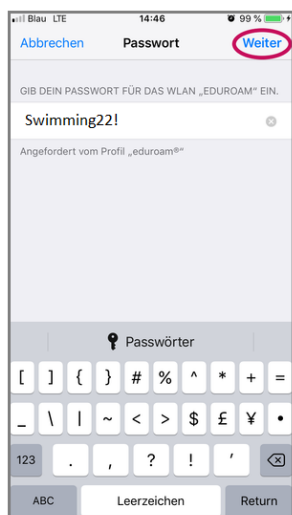 Blau LTE 14:46 99 %
Abbrechen Passwort Weiter
GIB DEIN PASSWORT FÜR DAS WLAN „EDUROAM“ EIN.
Swimming22!
Angefordert vom Profil „eduroam®“
Passwörter
[ ] { } # % ^ * + =
_ \ | ~ < > $ £ ¥ •
123 . , ? ! '
ABC Leerzeichen Return